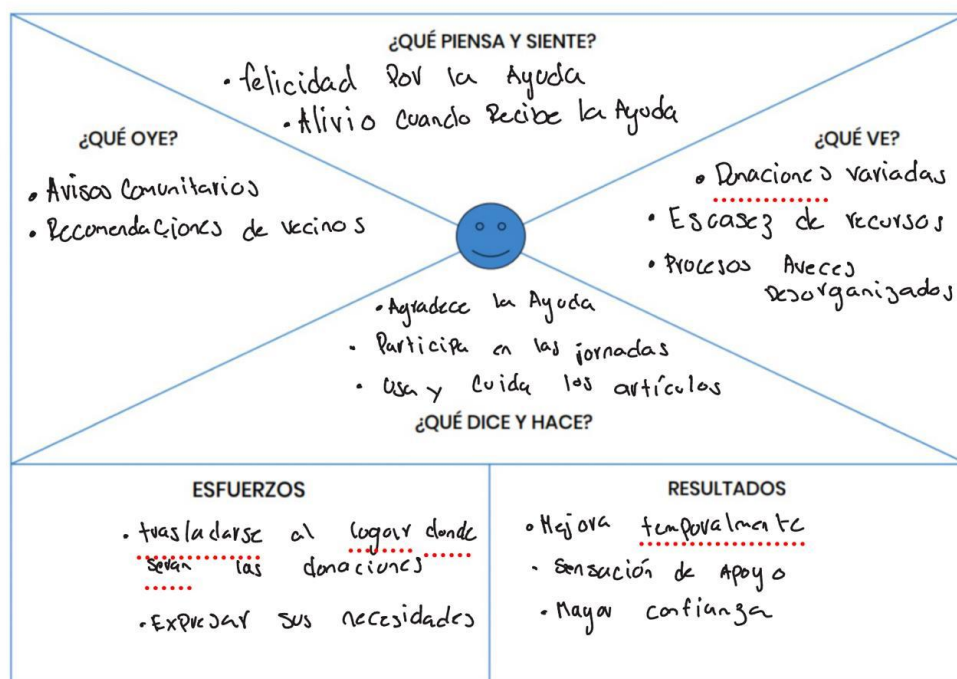 ¿QUÉ PIENSA Y SIENTE?
• felicidad Por la Ayuda
• Alivio cuando Recibe la Ayuda
¿QUÉ OYE?
• Avisos Comunitarios
• Recomendaciones de vecinos
¿QUÉ VE?
• Donaciones variadas
• Escasez de recursos
• Procesos Aveces
Desorganizados
• Agradece la Ayuda
• Participa en las jornadas
• Usa y cuida los artículos
¿QUÉ DICE Y HACE?
ESFUERZOS
• trasladarse al lugar donde
seran las donaciones
• Expresar sus necesidades
RESULTADOS
• Mejora temporalmente
• Sensación de Apoyo
• Mayor confianza